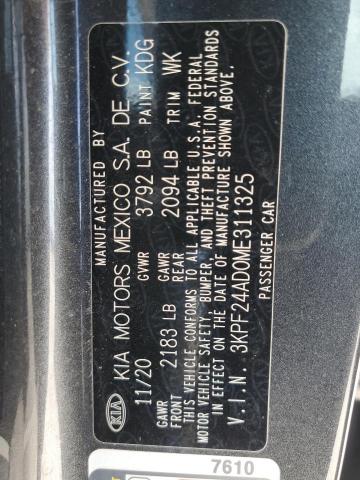 MANUFACTURED BY
KIA KIA MOTORS MEXICO S.A. DE C.V.
11/20 GVWR 3792 LB PAINT KDG
GAWR FRONT 2183 LB GAWR REAR 2094 LB TRIM WK
THIS VEHICLE CONFORMS TO ALL APPLICABLE U.S.A. FEDERAL
MOTOR VEHICLE SAFETY, BUMPER, AND THEFT PREVENTION STANDARDS
IN EFFECT ON THE DATE OF MANUFACTURE SHOWN ABOVE.
V.I.N. 3KPF24AD0ME311325
PASSENGER CAR
7610